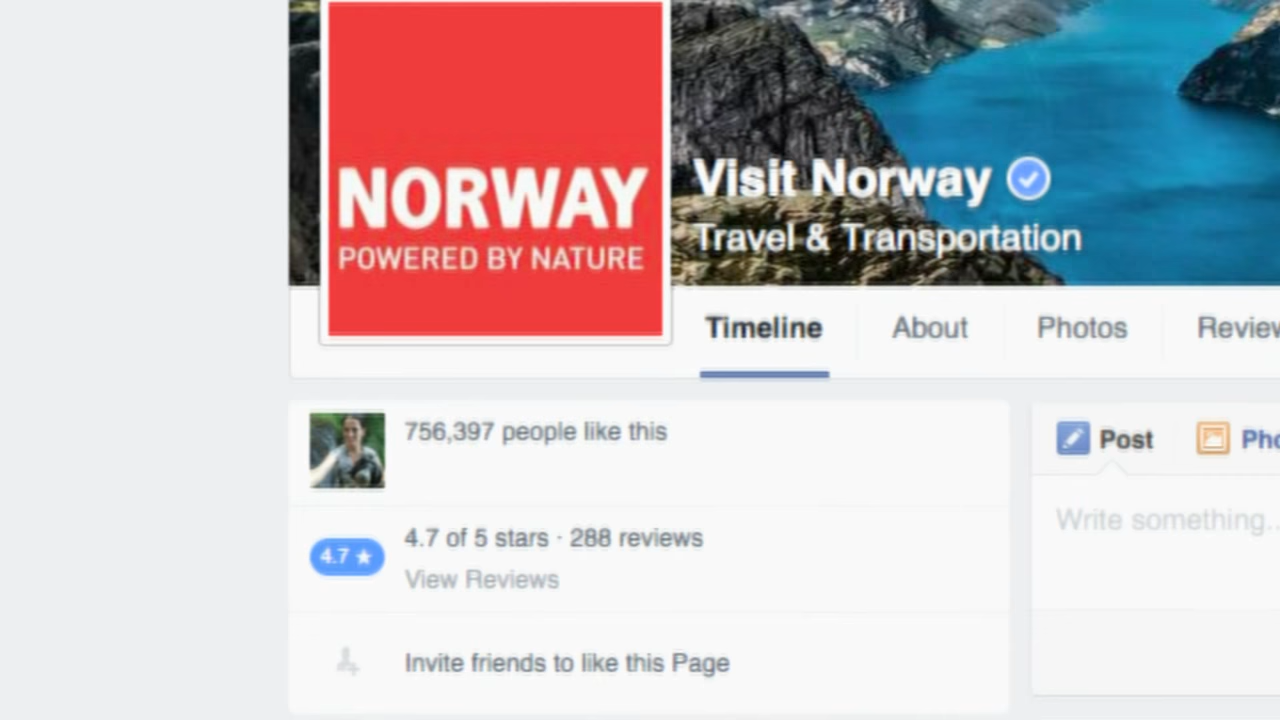 NORWAY
POWERED BY NATURE
Visit Norway
Travel & Transportation
Timeline
About
Photos
756,397 people like this
4.7 ★
4.7 of 5 stars · 288 reviews
View Reviews
Invite friends to like this Page
Post
Write something.